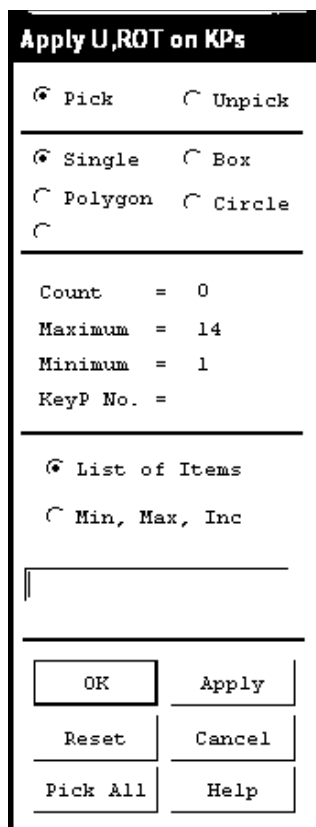 Apply U,ROT on KPs
Pick Unpick
Single Box
Polygon Circle
Count = 0
Maximum = 14
Minimum = 1
KeyP No. =
List of Items
Min, Max, Inc
OK Apply
Reset Cancel
Pick All Help